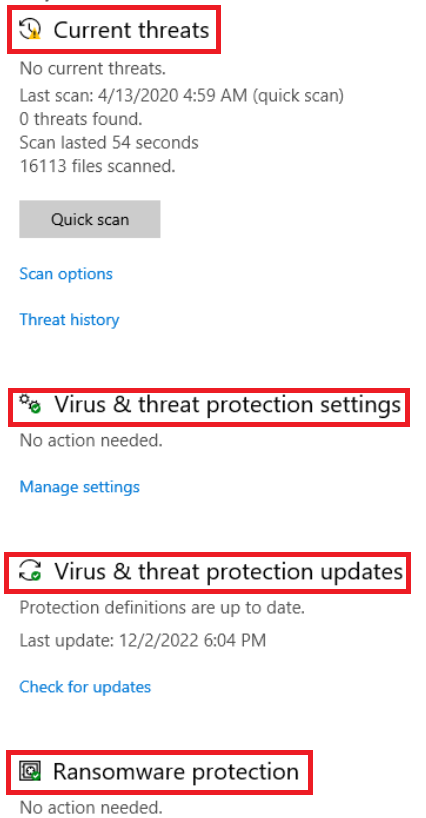 Current threats
No current threats.
Last scan: 4/13/2020 4:59 AM (quick scan)
0 threats found.
Scan lasted 54 seconds
16113 files scanned.
Quick scan
Scan options
Threat history
Virus & threat protection settings
No action needed.
Manage settings
Virus & threat protection updates
Protection definitions are up to date.
Last update: 12/2/2022 6:04 PM
Check for updates
Ransomware protection
No action needed.